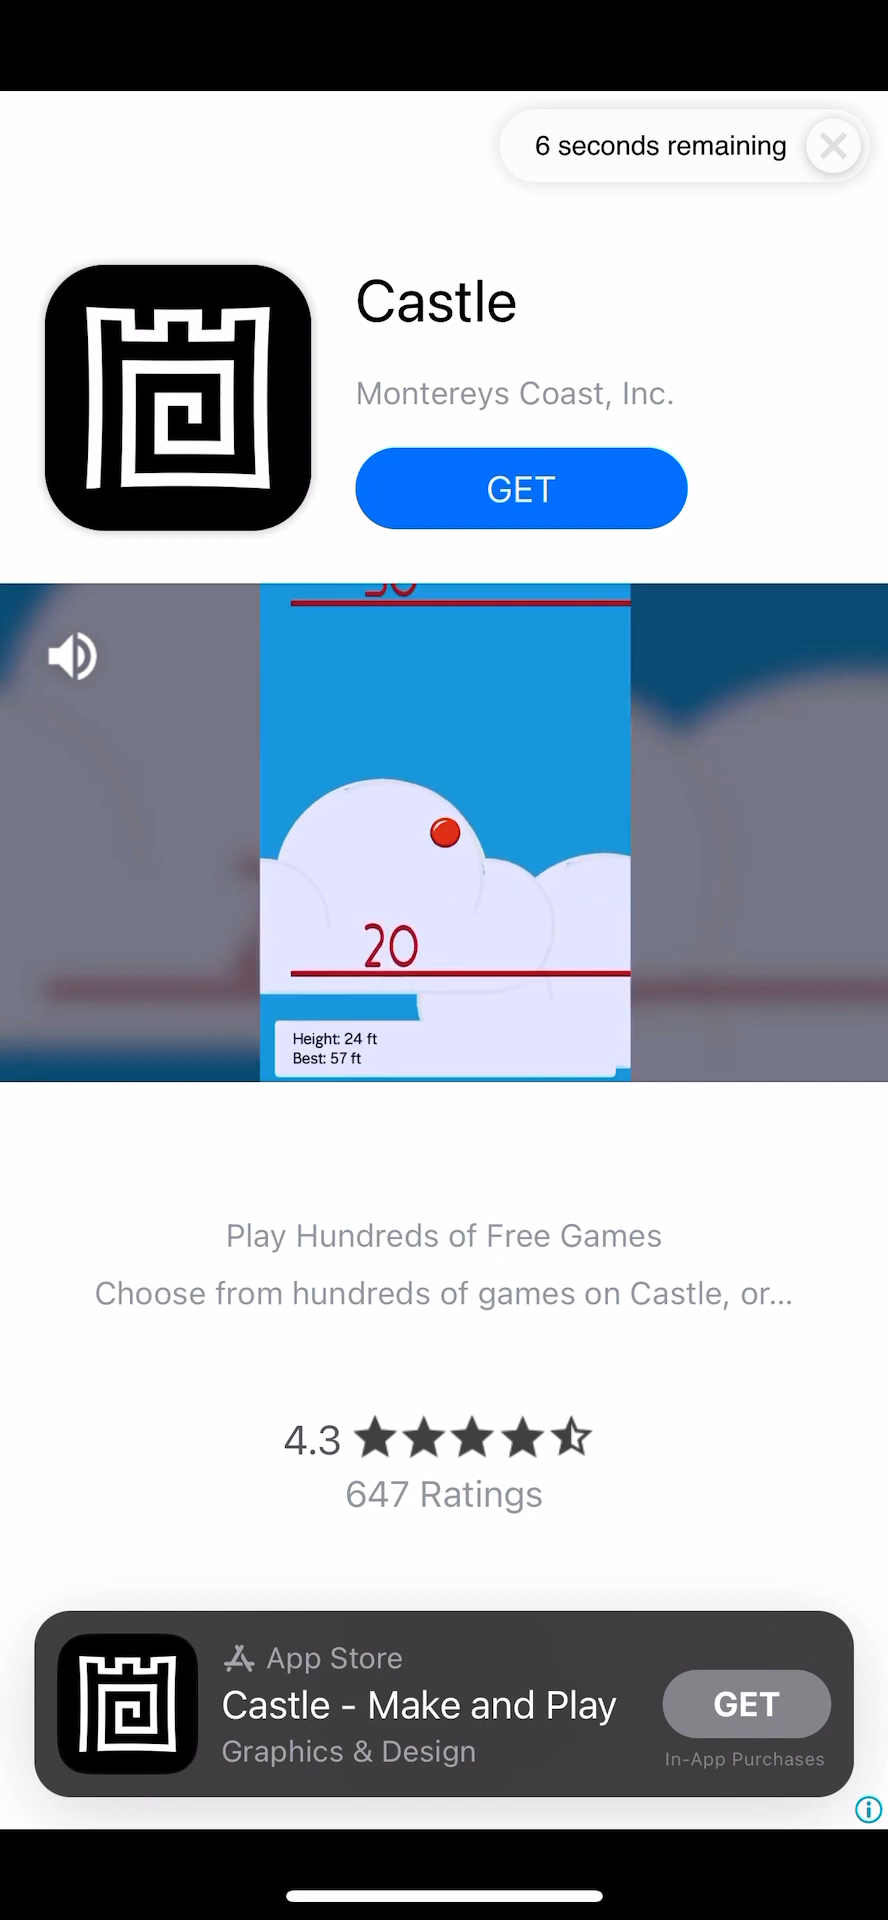 6 seconds remaining
Castle
Montereys Coast, Inc.
GET
20
Height: 24 ft
Best: 57 ft
Play Hundreds of Free Games
Choose from hundreds of games on Castle, or...
4.3
647 Ratings
App Store
Castle - Make and Play
GET
Graphics & Design
In-App Purchases